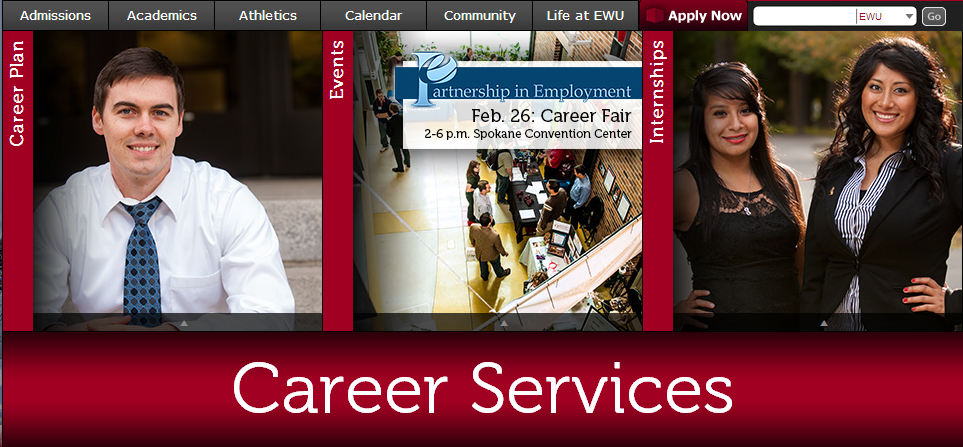 Admissions
Academics
Athletics
Calendar
Community
Life at EWU
Apply Now
EWU
Go
Career Plan
Events
Partnership in Employment
Feb. 26: Career Fair
2-6 p.m. Spokane Convention Center
Internships
Career Services